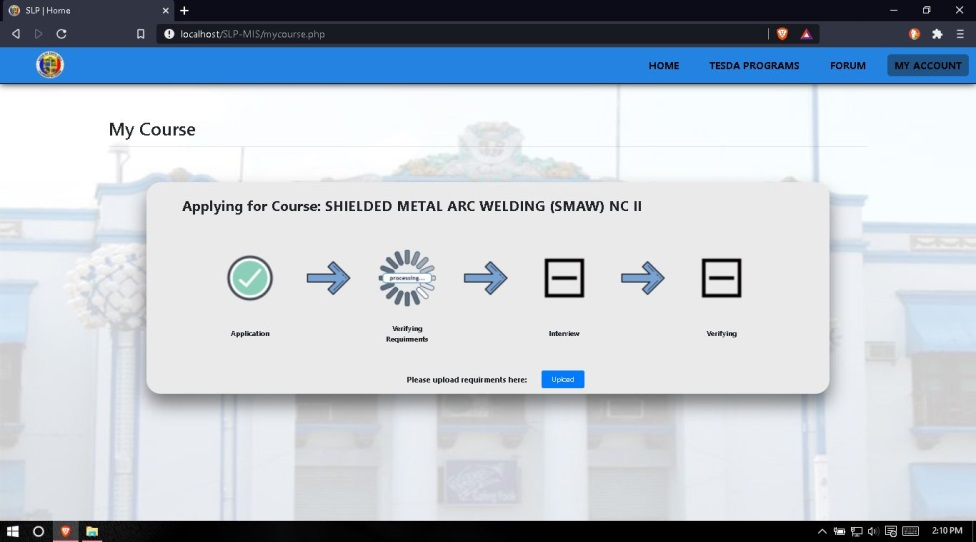 SLP | Home
localhost/SLP-MIS/mycourse.php
HOME TESDA PROGRAMS FORUM MY ACCOUNT
My Course
Applying for Course: SHIELDED METAL ARC WELDING (SMAW) NC II
processing...
Application
Verifying
Requirments
Interview
Verifying
Please upload requirments here: Upload
2:10 PM